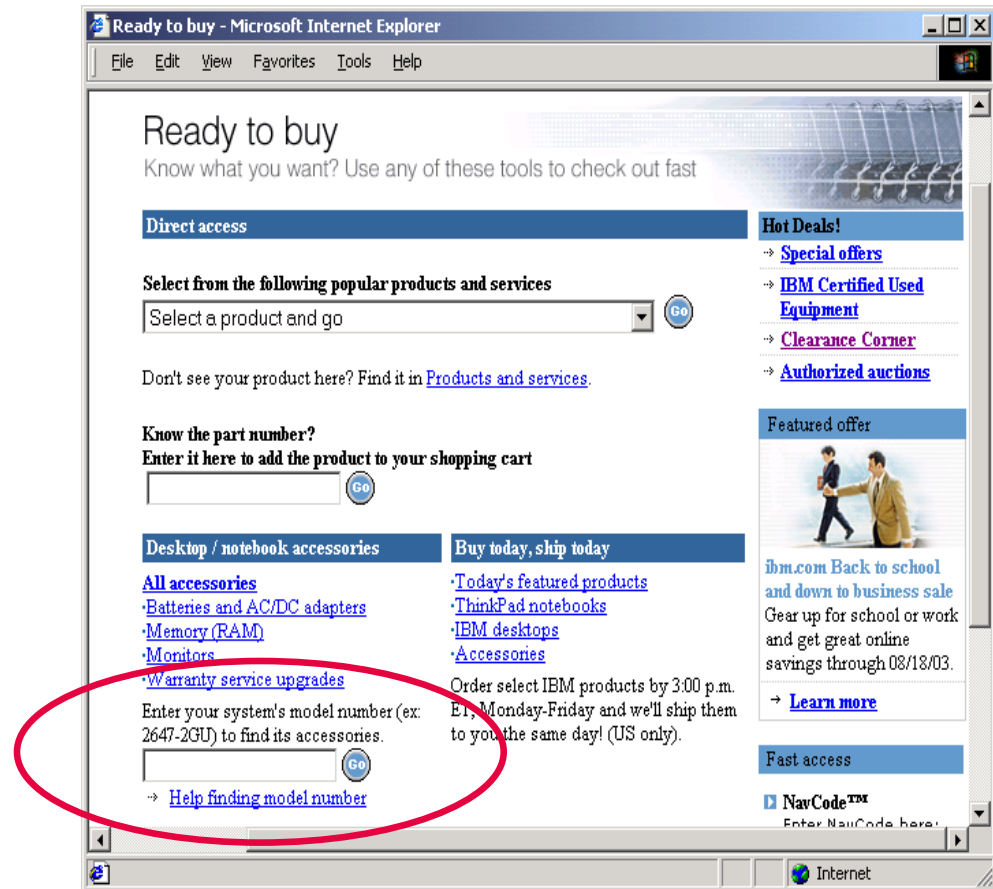 Ready to buy - Microsoft Internet Explorer
File Edit View Favorites Tools Help
Ready to buy
Know what you want? Use any of these tools to check out fast
Direct access
Select from the following popular products and services
Select a product and go
Go
Don't see your product here? Find it in Products and services.
Know the part number?
Enter it here to add the product to your shopping cart
Go
Desktop / notebook accessories
All accessories
·Batteries and AC/DC adapters
·Memory (RAM)
·Monitors
·Warranty service upgrades
Enter your system's model number (ex:
2647-2GU) to find its accessories.
Go
Help finding model number
Buy today, ship today
·Today's featured products
·ThinkPad notebooks
·IBM desktops
·Accessories
Order select IBM products by 3:00 p.m.
ET, Monday-Friday and we'll ship them
to you the same day! (US only).
Hot Deals!
Special offers
IBM Certified Used
Equipment
Clearance Corner
Authorized auctions
Featured offer
ibm.com Back to school
and down to business sale
Gear up for school or work
and get great online
savings through 08/18/03.
Learn more
Fast access
NavCode™
Enter NavCode here:
Internet